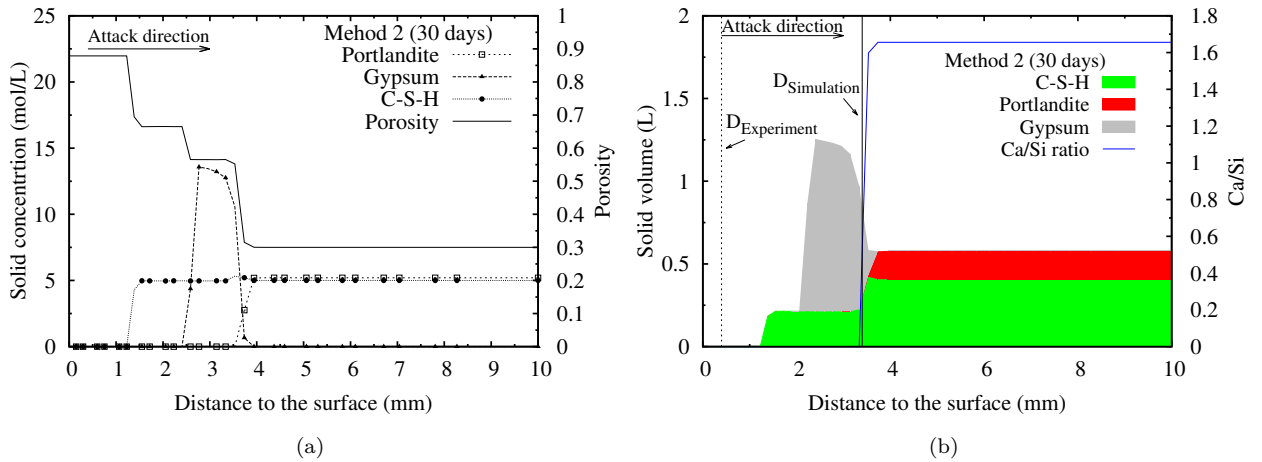 25
20
15
10
5
0
Solid concentrtion (mol/L)
Attack direction
Mehod 2 (30 days)
Portlandite
Gypsum
C-S-H
Porosity
1
0.9
0.8
0.7
0.6
0.5
0.4
0.3
0.2
0.1
0
Porosity
0 1 2 3 4 5 6 7 8 9 10
Distance to the surface (mm)
(a)
2
1.5
1
0.5
0
Solid volume (L)
Attack direction
D_Simulation
D_Experiment
Method 2 (30 days)
C-S-H
Portlandite
Gypsum
Ca/Si ratio
1.8
1.6
1.4
1.2
1
0.8
0.6
0.4
0.2
0
Ca/Si
0 2 4 6 8 10
Distance to the surface (mm)
(b)